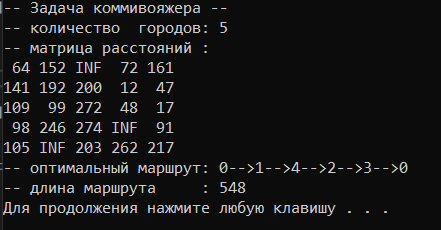 -- Задача коммивояжера --
-- количество  городов: 5
-- матрица расстояний :
 64 152 INF  72 161
141 192 200  12  47
109  99 272  48  17
 98 246 274 INF  91
105 INF 203 262 217
-- оптимальный маршрут: 0-->1-->4-->2-->3-->0
-- длина маршрута     : 548
Для продолжения нажмите любую клавишу . . .